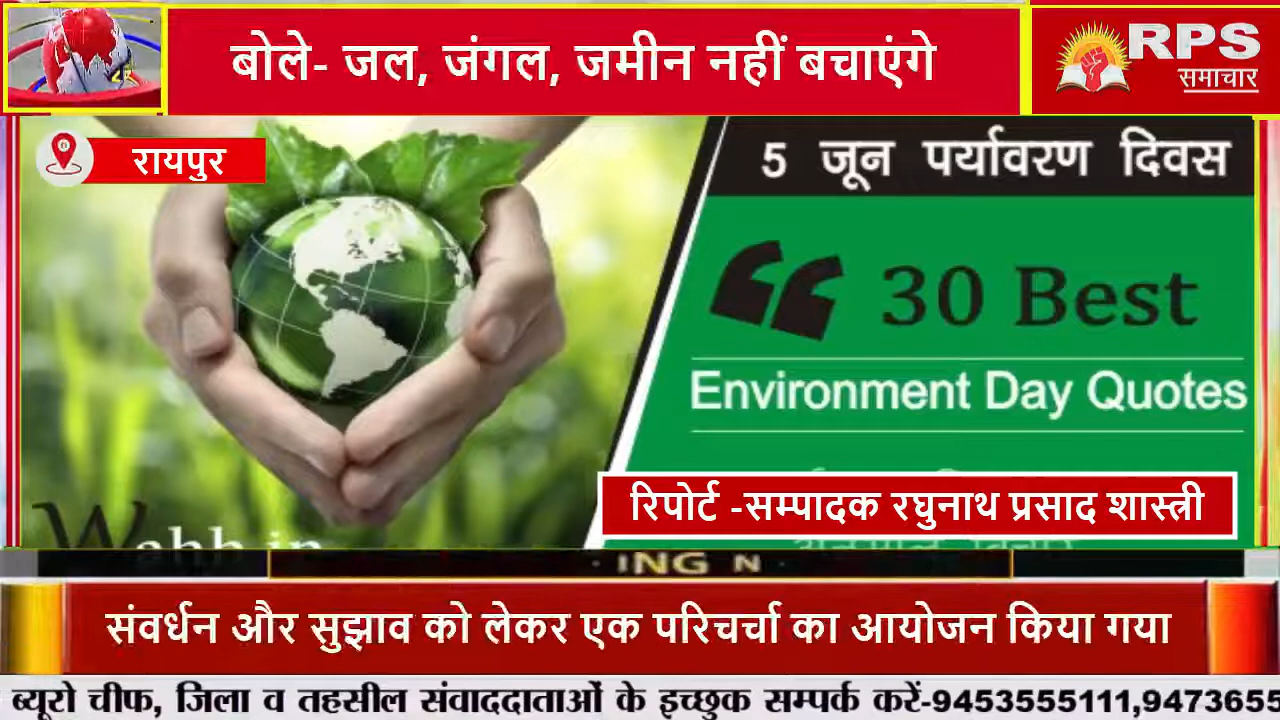 बोले- जल, जंगल, जमीन नहीं बचाएंगे
RPS
समाचार
रायपुर
5 जून पर्यावरण दिवस
30 Best
Environment Day Quotes
रिपोर्ट -सम्पादक रघुनाथ प्रसाद शास्त्री
ING N
संवर्धन और सुझाव को लेकर एक परिचर्चा का आयोजन किया गया
ब्यूरो चीफ, जिला व तहसील संवाददाताओं के इच्छुक सम्पर्क करें-9453555111,9473655